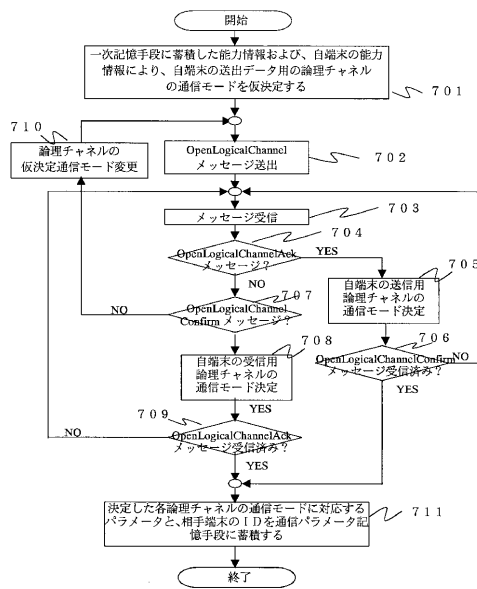 開始
一次記憶手段に蓄積した能力情報および、自端末の能力
情報により、自端末の送出データ用の論理チャネル
の通信モードを仮決定する
701
710
論理チャネルの
仮決定通信モード変更
OpenLogicalChannel
メッセージ送出
702
メッセージ受信
703
704
OpenLogicalChannelAck
メッセージ？
YES
NO
705
自端末の送信用
論理チャネルの
通信モード決定
707
OpenLogicalChannel
Confirm メッセージ？
NO
706
OpenLogicalChannelConfirm
メッセージ受信済み？
NO
YES
708
自端末の受信用
論理チャネルの
通信モード決定
YES
709
OpenLogicalChannelAck
メッセージ受信済み？
NO
YES
決定した各論理チャネルの通信モードに対応する
パラメータと、相手端末のＩＤを通信パラメータ記
憶手段に蓄積する
711
終了